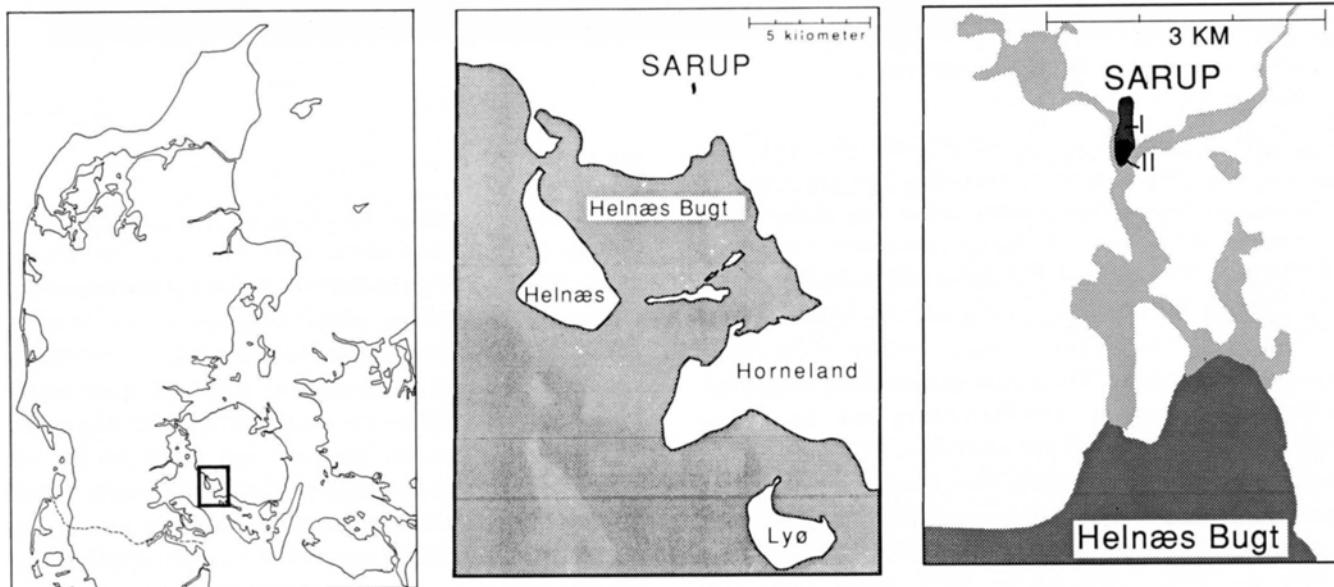 5 kilometer
SARUP
Helnæs Bugt
Helnæs
Horneland
Lyø
3 KM
SARUP
I
II
Helnæs Bugt